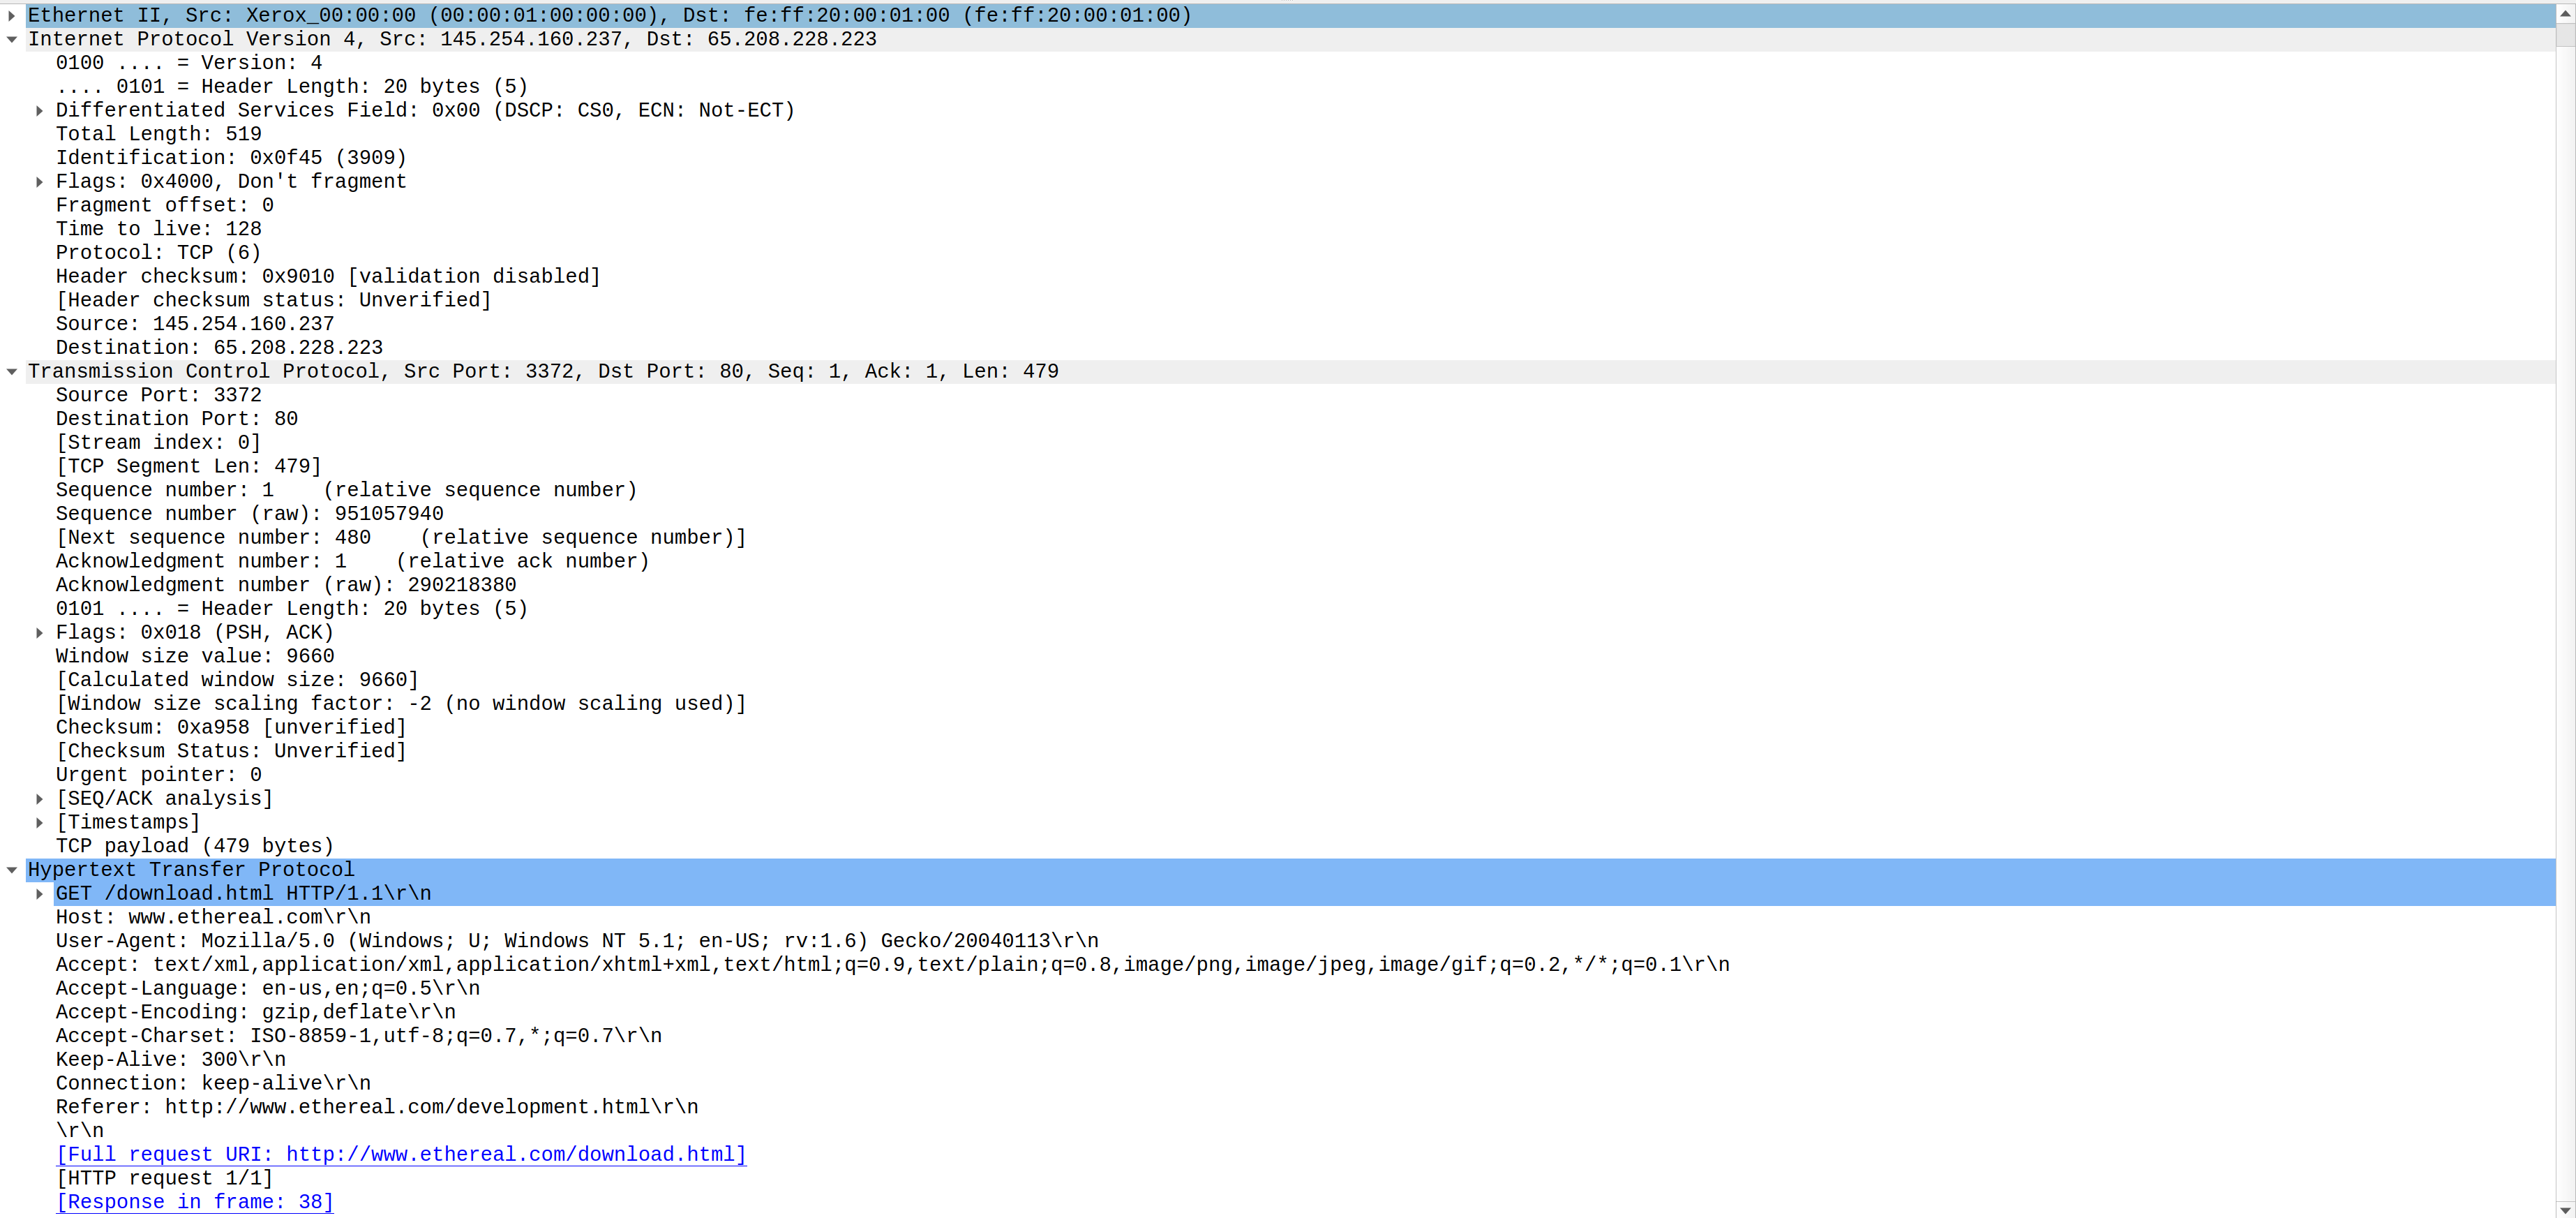 Ethernet II, Src: Xerox_00:00:00 (00:00:01:00:00:00), Dst: fe:ff:20:00:01:00 (fe:ff:20:00:01:00)
Internet Protocol Version 4, Src: 145.254.160.237, Dst: 65.208.228.223
0100 .... = Version: 4
.... 0101 = Header Length: 20 bytes (5)
Differentiated Services Field: 0x00 (DSCP: CS0, ECN: Not-ECT)
Total Length: 519
Identification: 0x0f45 (3909)
Flags: 0x4000, Don't fragment
Fragment offset: 0
Time to live: 128
Protocol: TCP (6)
Header checksum: 0x9010 [validation disabled]
[Header checksum status: Unverified]
Source: 145.254.160.237
Destination: 65.208.228.223
Transmission Control Protocol, Src Port: 3372, Dst Port: 80, Seq: 1, Ack: 1, Len: 479
Source Port: 3372
Destination Port: 80
[Stream index: 0]
[TCP Segment Len: 479]
Sequence number: 1    (relative sequence number)
Sequence number (raw): 951057940
[Next sequence number: 480    (relative sequence number)]
Acknowledgment number: 1    (relative ack number)
Acknowledgment number (raw): 290218380
0101 .... = Header Length: 20 bytes (5)
Flags: 0x018 (PSH, ACK)
Window size value: 9660
[Calculated window size: 9660]
[Window size scaling factor: -2 (no window scaling used)]
Checksum: 0xa958 [unverified]
[Checksum Status: Unverified]
Urgent pointer: 0
[SEQ/ACK analysis]
[Timestamps]
TCP payload (479 bytes)
Hypertext Transfer Protocol
GET /download.html HTTP/1.1\r\n
Host: www.ethereal.com\r\n
User-Agent: Mozilla/5.0 (Windows; U; Windows NT 5.1; en-US; rv:1.6) Gecko/20040113\r\n
Accept: text/xml,application/xml,application/xhtml+xml,text/html;q=0.9,text/plain;q=0.8,image/png,image/jpeg,image/gif;q=0.2,*/*;q=0.1\r\n
Accept-Language: en-us,en;q=0.5\r\n
Accept-Encoding: gzip,deflate\r\n
Accept-Charset: ISO-8859-1,utf-8;q=0.7,*;q=0.7\r\n
Keep-Alive: 300\r\n
Connection: keep-alive\r\n
Referer: http://www.ethereal.com/development.html\r\n
\r\n
[Full request URI: http://www.ethereal.com/download.html]
[HTTP request 1/1]
[Response in frame: 38]